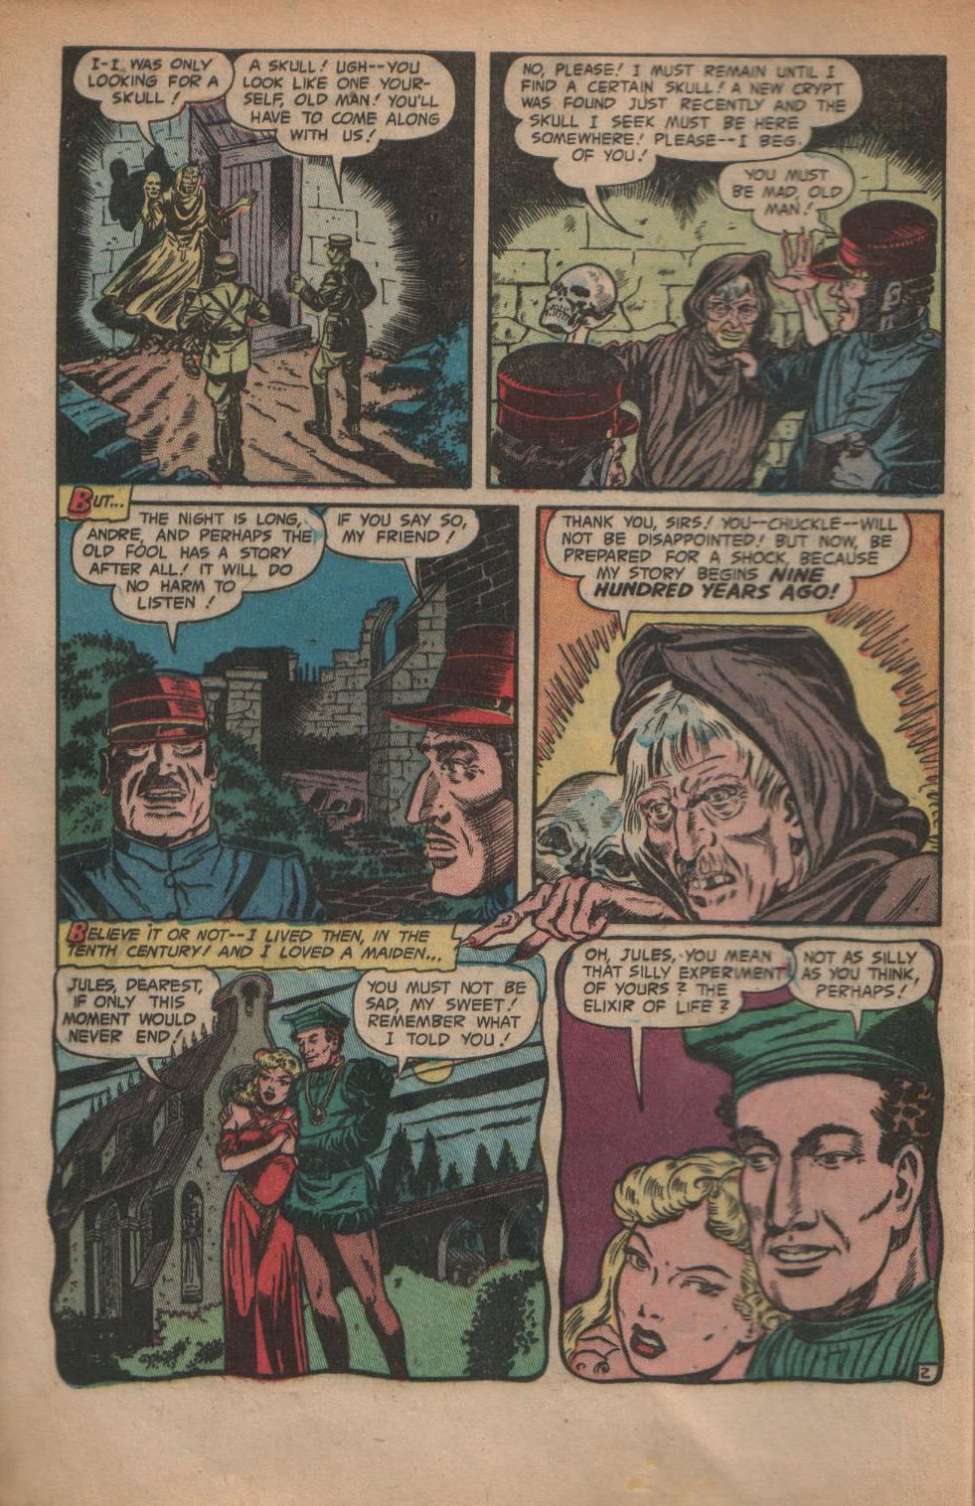 I-I WAS ONLY
LOOKING FOR A
SKULL!
A SKULL! UGH--YOU
LOOK LIKE ONE YOUR-
SELF, OLD MAN! YOU'LL
HAVE TO COME ALONG
WITH US!
NO, PLEASE! I MUST REMAIN UNTIL I
FIND A CERTAIN SKULL! A NEW CRYPT
WAS FOUND JUST RECENTLY AND THE
SKULL I SEEK MUST BE HERE
SOMEWHERE! PLEASE--I BEG
OF YOU!
YOU MUST
BE MAD, OLD
MAN!
BUT...
THE NIGHT IS LONG,
ANDRE, AND PERHAPS THE
OLD FOOL HAS A STORY
AFTER ALL! IT WILL DO
NO HARM TO
LISTEN!
IF YOU SAY SO,
MY FRIEND!
THANK YOU, SIRS! YOU--CHUCKLE--WILL
NOT BE DISAPPOINTED! BUT NOW, BE
PREPARED FOR A SHOCK, BECAUSE
MY STORY BEGINS NINE
HUNDRED YEARS AGO!
BELIEVE IT OR NOT--I LIVED THEN, IN THE
TENTH CENTURY! AND I LOVED A MAIDEN...
JULES, DEAREST,
IF ONLY THIS
MOMENT WOULD
NEVER END!
YOU MUST NOT BE
SAD, MY SWEET!
REMEMBER WHAT
I TOLD YOU!
OH, JULES, YOU MEAN
THAT SILLY EXPERIMENT
OF YOURS? THE
ELIXIR OF LIFE?
NOT AS SILLY
AS YOU THINK,
PERHAPS!
2